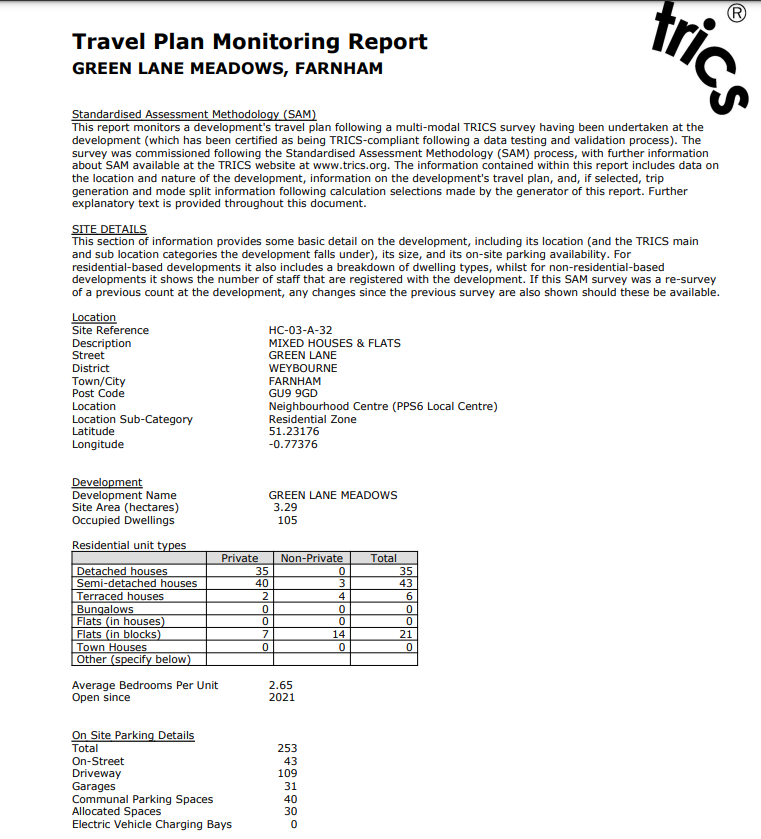 trics ®
Travel Plan Monitoring Report
GREEN LANE MEADOWS, FARNHAM
Standardised Assessment Methodology (SAM)
This report monitors a development's travel plan following a multi-modal TRICS survey having been undertaken at the
development (which has been certified as being TRICS-compliant following a data testing and validation process). The
survey was commissioned following the Standardised Assessment Methodology (SAM) process, with further information
about SAM available at the TRICS website at www.trics.org. The information contained within this report includes data on
the location and nature of the development, information on the development's travel plan, and, if selected, trip
generation and mode split information following calculation selections made by the generator of this report. Further
explanatory text is provided throughout this document.
SITE DETAILS
This section of information provides some basic detail on the development, including its location (and the TRICS main
and sub location categories the development falls under), its size, and its on-site parking availability. For
residential-based developments it also includes a breakdown of dwelling types, whilst for non-residential-based
developments it shows the number of staff that are registered with the development. If this SAM survey was a re-survey
of a previous count at the development, any changes since the previous survey are also shown should these be available.
Location
Site Reference HC-03-A-32
Description MIXED HOUSES & FLATS
Street GREEN LANE
District WEYBOURNE
Town/City FARNHAM
Post Code GU9 9GD
Location Neighbourhood Centre (PPS6 Local Centre)
Location Sub-Category Residential Zone
Latitude 51.23176
Longitude -0.77376
Development
Development Name GREEN LANE MEADOWS
Site Area (hectares) 3.29
Occupied Dwellings 105
Residential unit types
Private Non-Private Total
Detached houses 35 0 35
Semi-detached houses 40 3 43
Terraced houses 2 4 6
Bungalows 0 0 0
Flats (in houses) 0 0 0
Flats (in blocks) 7 14 21
Town Houses 0 0 0
Other (specify below)
Average Bedrooms Per Unit 2.65
Open since 2021
On Site Parking Details
Total 253
On-Street 43
Driveway 109
Garages 31
Communal Parking Spaces 40
Allocated Spaces 30
Electric Vehicle Charging Bays 0